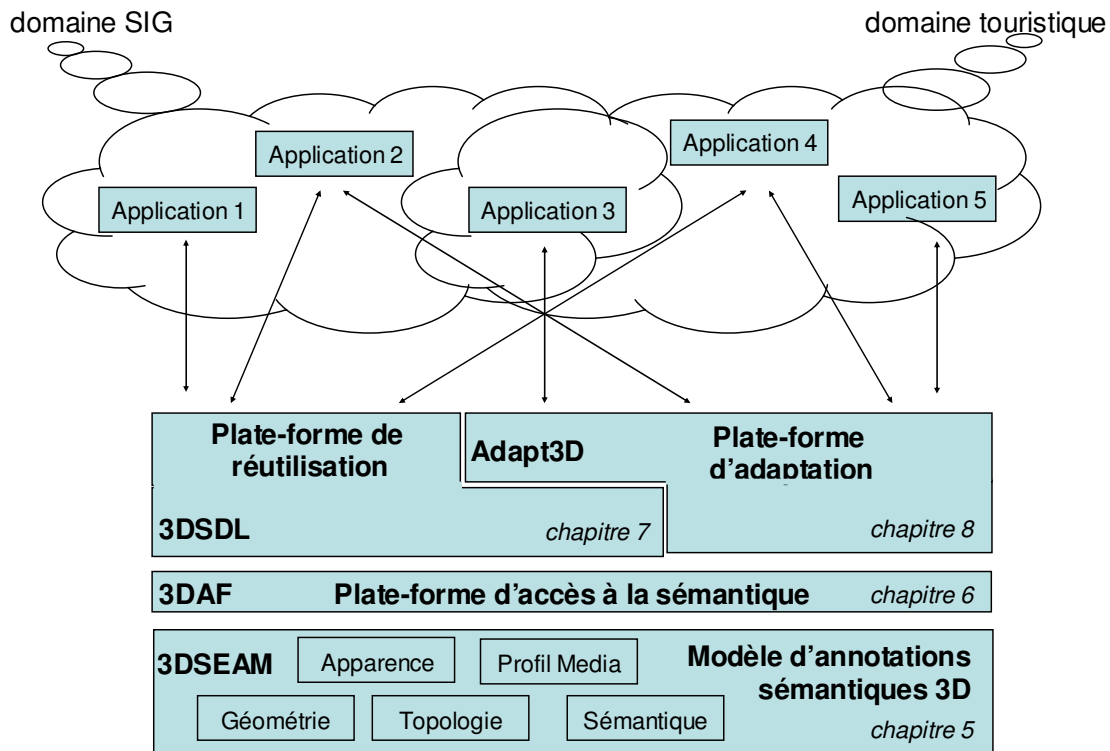 domaine SIG
domaine touristique
Application 2
Application 4
Application 1
Application 3
Application 5
Plate-forme de
réutilisation
Adapt3D
Plate-forme
d'adaptation
3DSDL
chapitre 7
chapitre 8
3DAF
Plate-forme d'accès à la sémantique
chapitre 6
3DSEAM
Apparence
Profil Media
Modèle d'annotations
sémantiques 3D
Géométrie
Topologie
Sémantique
chapitre 5